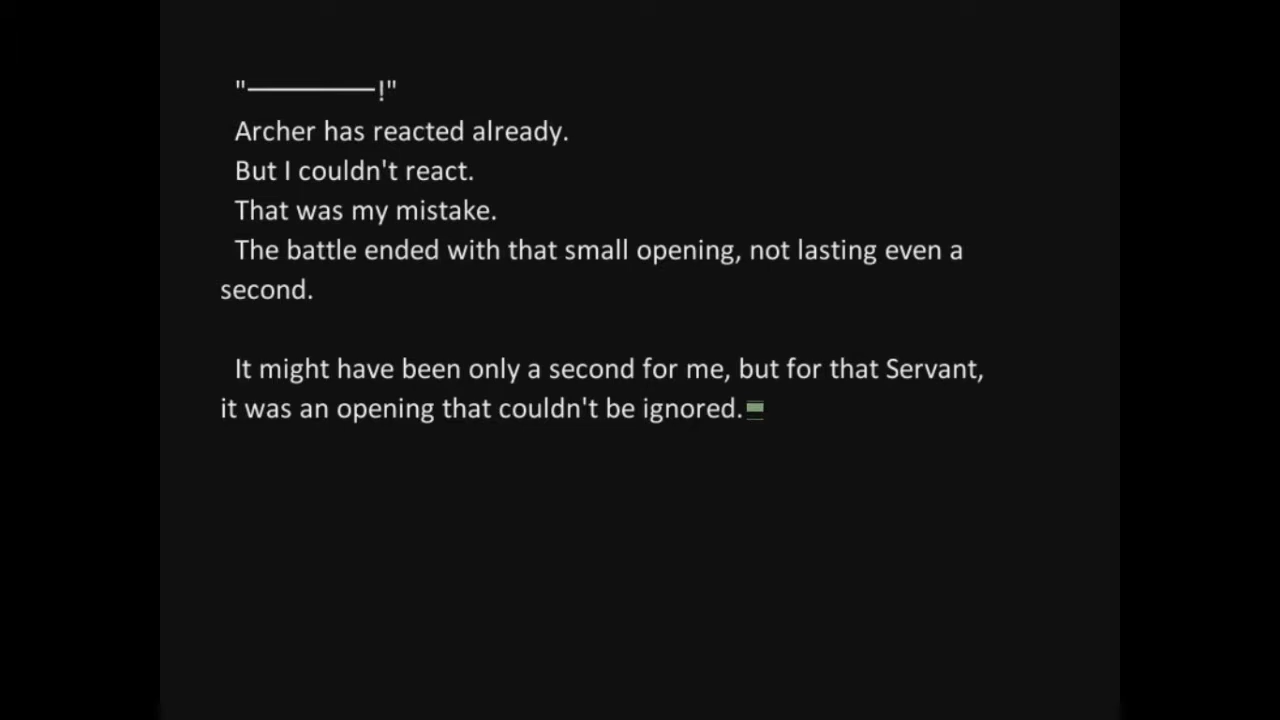 "————————!"
Archer has reacted already.
But I couldn't react.
That was my mistake.
The battle ended with that small opening, not lasting even a
second.
It might have been only a second for me, but for that Servant,
it was an opening that couldn't be ignored.